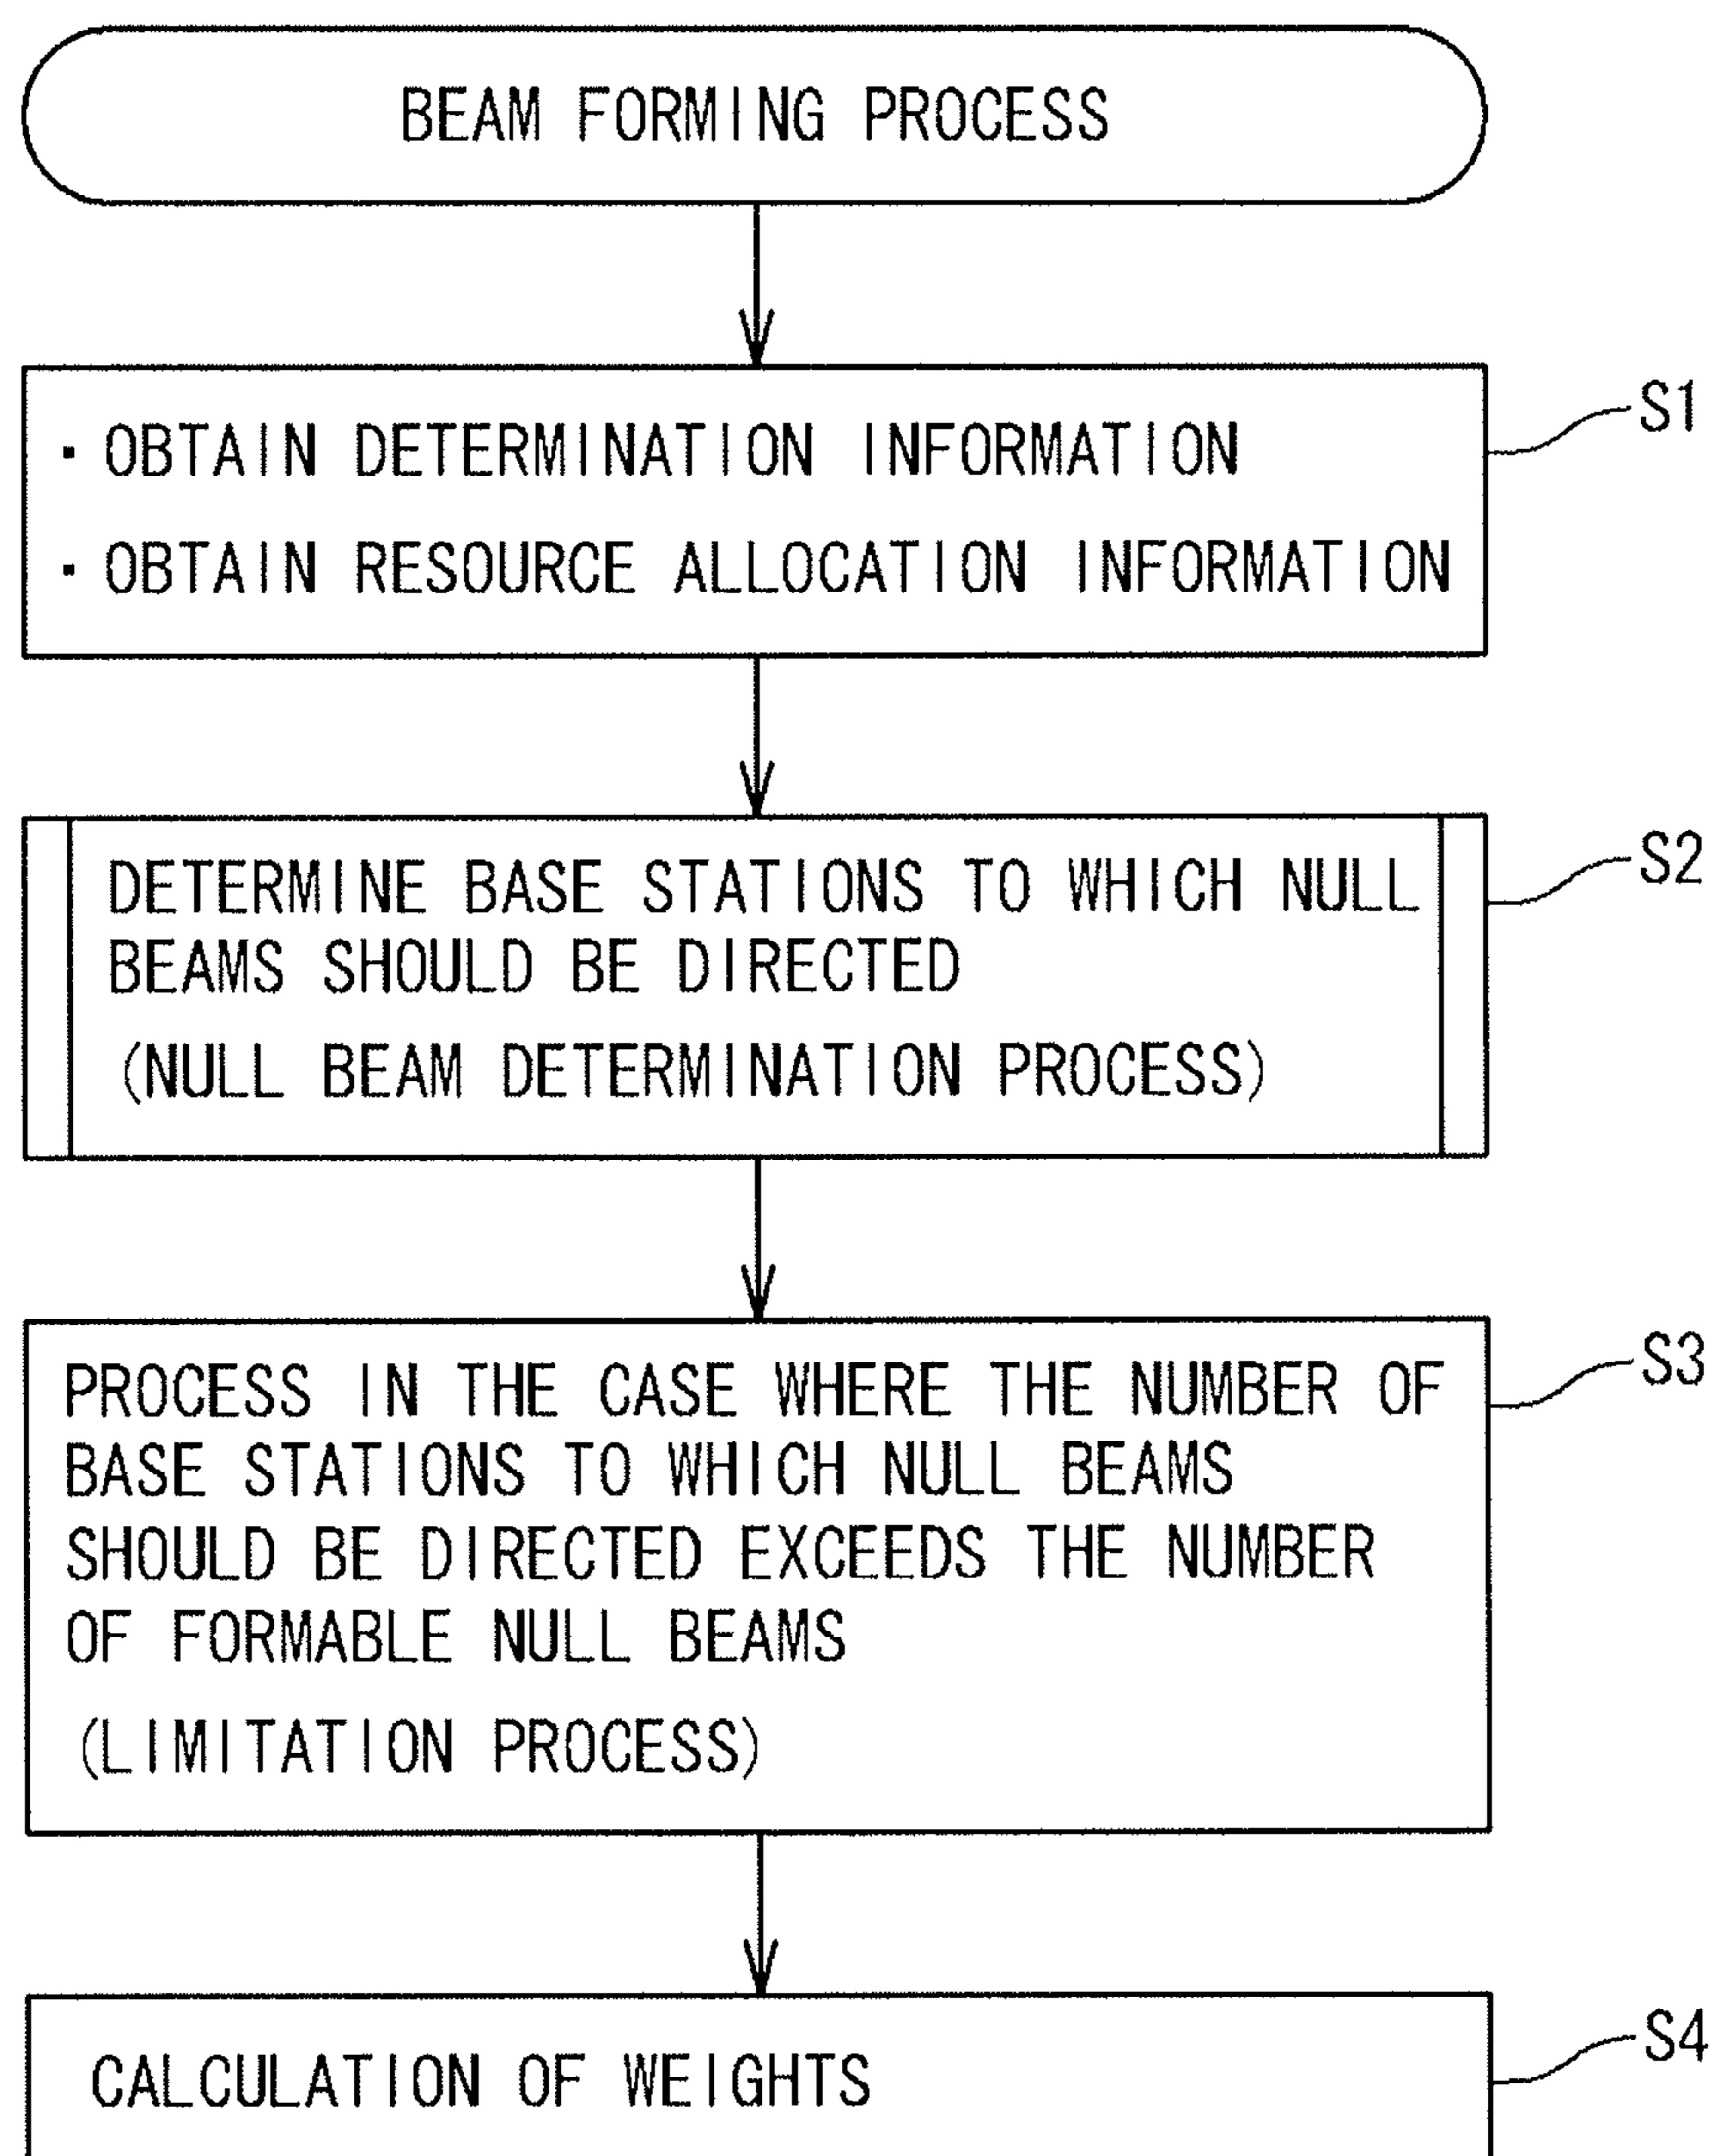 BEAM FORMING PROCESS
S1
· OBTAIN DETERMINATION INFORMATION
· OBTAIN RESOURCE ALLOCATION INFORMATION
S2
DETERMINE BASE STATIONS TO WHICH NULL
BEAMS SHOULD BE DIRECTED
(NULL BEAM DETERMINATION PROCESS)
S3
PROCESS IN THE CASE WHERE THE NUMBER OF
BASE STATIONS TO WHICH NULL BEAMS
SHOULD BE DIRECTED EXCEEDS THE NUMBER
OF FORMABLE NULL BEAMS
(LIMITATION PROCESS)
S4
CALCULATION OF WEIGHTS